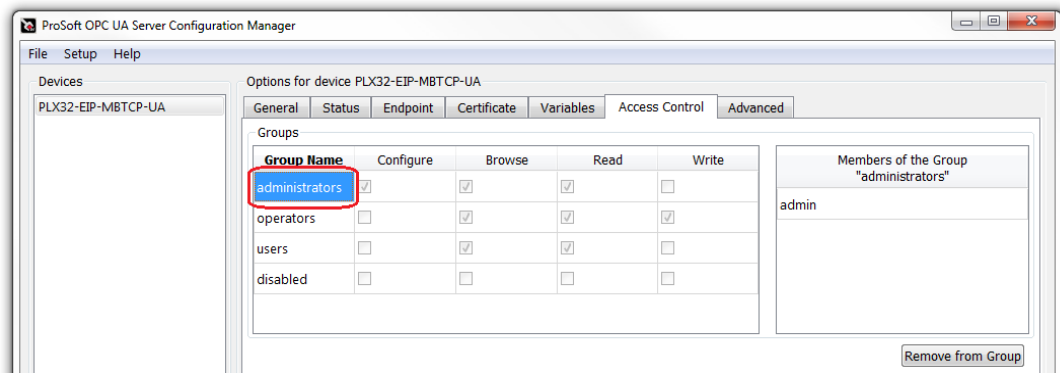 ProSoft OPC UA Server Configuration Manager
File Setup Help
Devices
PLX32-EIP-MBTCP-UA
Options for device PLX32-EIP-MBTCP-UA
General Status Endpoint Certificate Variables Access Control Advanced
Groups
Group Name Configure Browse Read Write
administrators
operators
users
disabled
Members of the Group
"administrators"
admin
Remove from Group